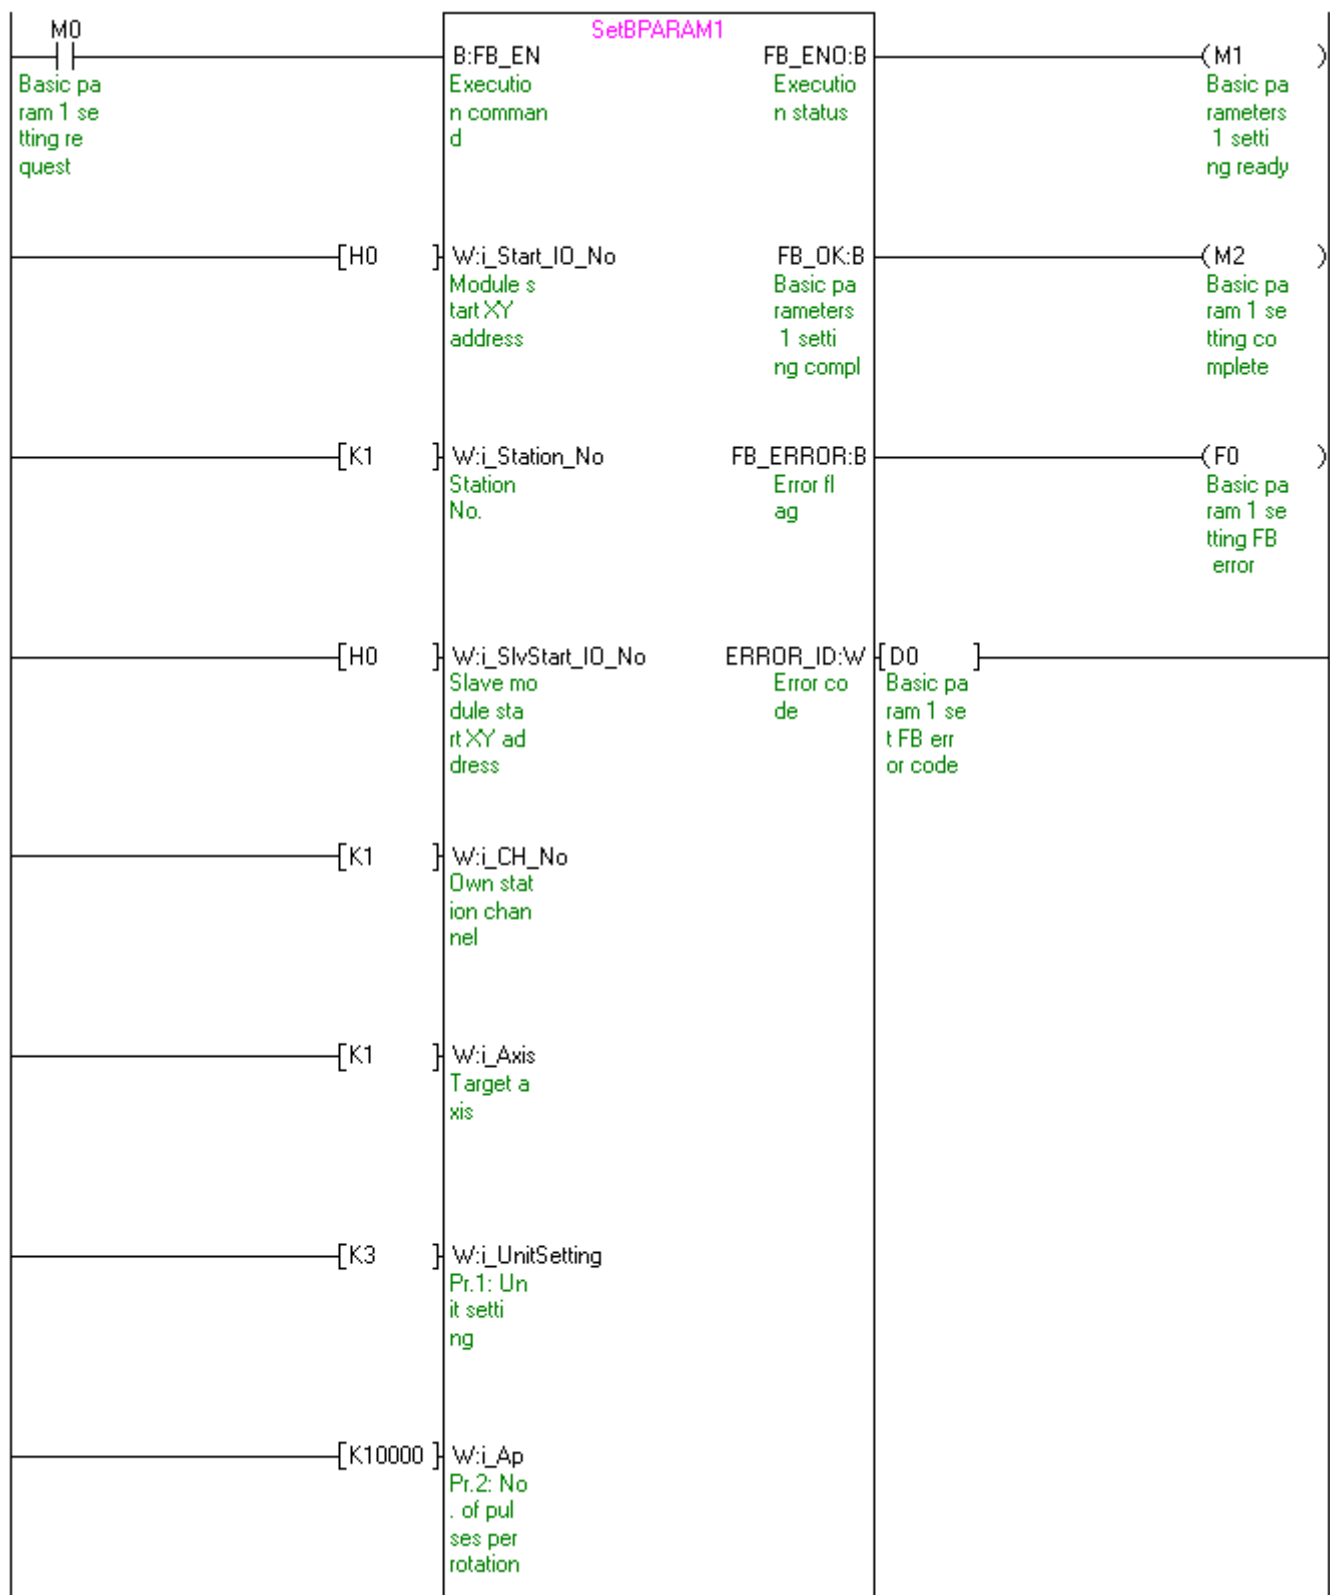 M0
SetBPARAM1
B:FB_EN
FB_ENO:B
M1
Basic pa
ram 1 se
tting re
quest
Executio
n comman
d
Executio
n status
Basic pa
rameters
1 setti
ng ready
H0
W:i_Start_IO_No
FB_OK:B
M2
Module s
tart XY
address
Basic pa
rameters
1 setti
ng compl
Basic pa
ram 1 se
tting co
mplete
K1
W:i_Station_No
FB_ERROR:B
F0
Station
No.
Error fl
ag
Basic pa
ram 1 se
tting FB
error
H0
W:i_SlvStart_IO_No
ERROR_ID:W
D0
Slave mo
dule sta
rt XY ad
dress
Error co
de
Basic pa
ram 1 se
t FB err
or code
K1
W:i_CH_No
Own stat
ion chan
nel
K1
W:i_Axis
Target a
xis
K3
W:i_UnitSetting
Pr.1: Un
it setti
ng
K10000
W:i_Ap
Pr.2: No
. of pul
ses per
rotation